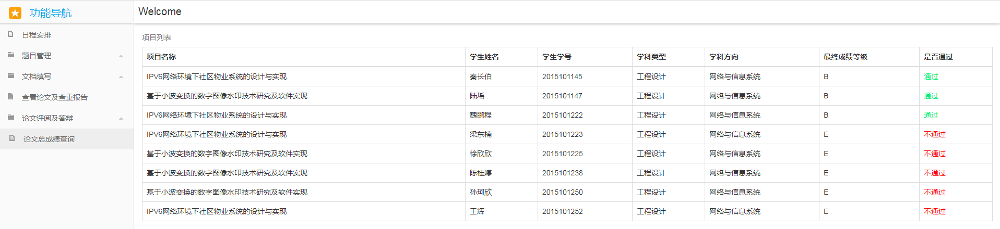 功能导航
Welcome
日程安排
题目管理
文档填写
查看论文及查重报告
论文评阅及答辩
论文总成绩查询
项目列表
项目名称 学生姓名 学生学号 学科类型 学科方向 最终成绩等级 是否通过
IPV6网络环境下社区物业系统的设计与实现 秦长伯 2015101145 工程设计 网络与信息系统 B 通过
基于小波变换的数字图像水印技术研究及软件实现 陆瑶 2015101147 工程设计 网络与信息系统 B 通过
IPV6网络环境下社区物业系统的设计与实现 魏鹏程 2015101222 工程设计 网络与信息系统 B 通过
IPV6网络环境下社区物业系统的设计与实现 梁东楠 2015101223 工程设计 网络与信息系统 E 不通过
基于小波变换的数字图像水印技术研究及软件实现 徐欣欣 2015101225 工程设计 网络与信息系统 E 不通过
基于小波变换的数字图像水印技术研究及软件实现 陈桂婷 2015101238 工程设计 网络与信息系统 E 不通过
基于小波变换的数字图像水印技术研究及软件实现 孙珂欣 2015101250 工程设计 网络与信息系统 E 不通过
IPV6网络环境下社区物业系统的设计与实现 王辉 2015101252 工程设计 网络与信息系统 E 不通过